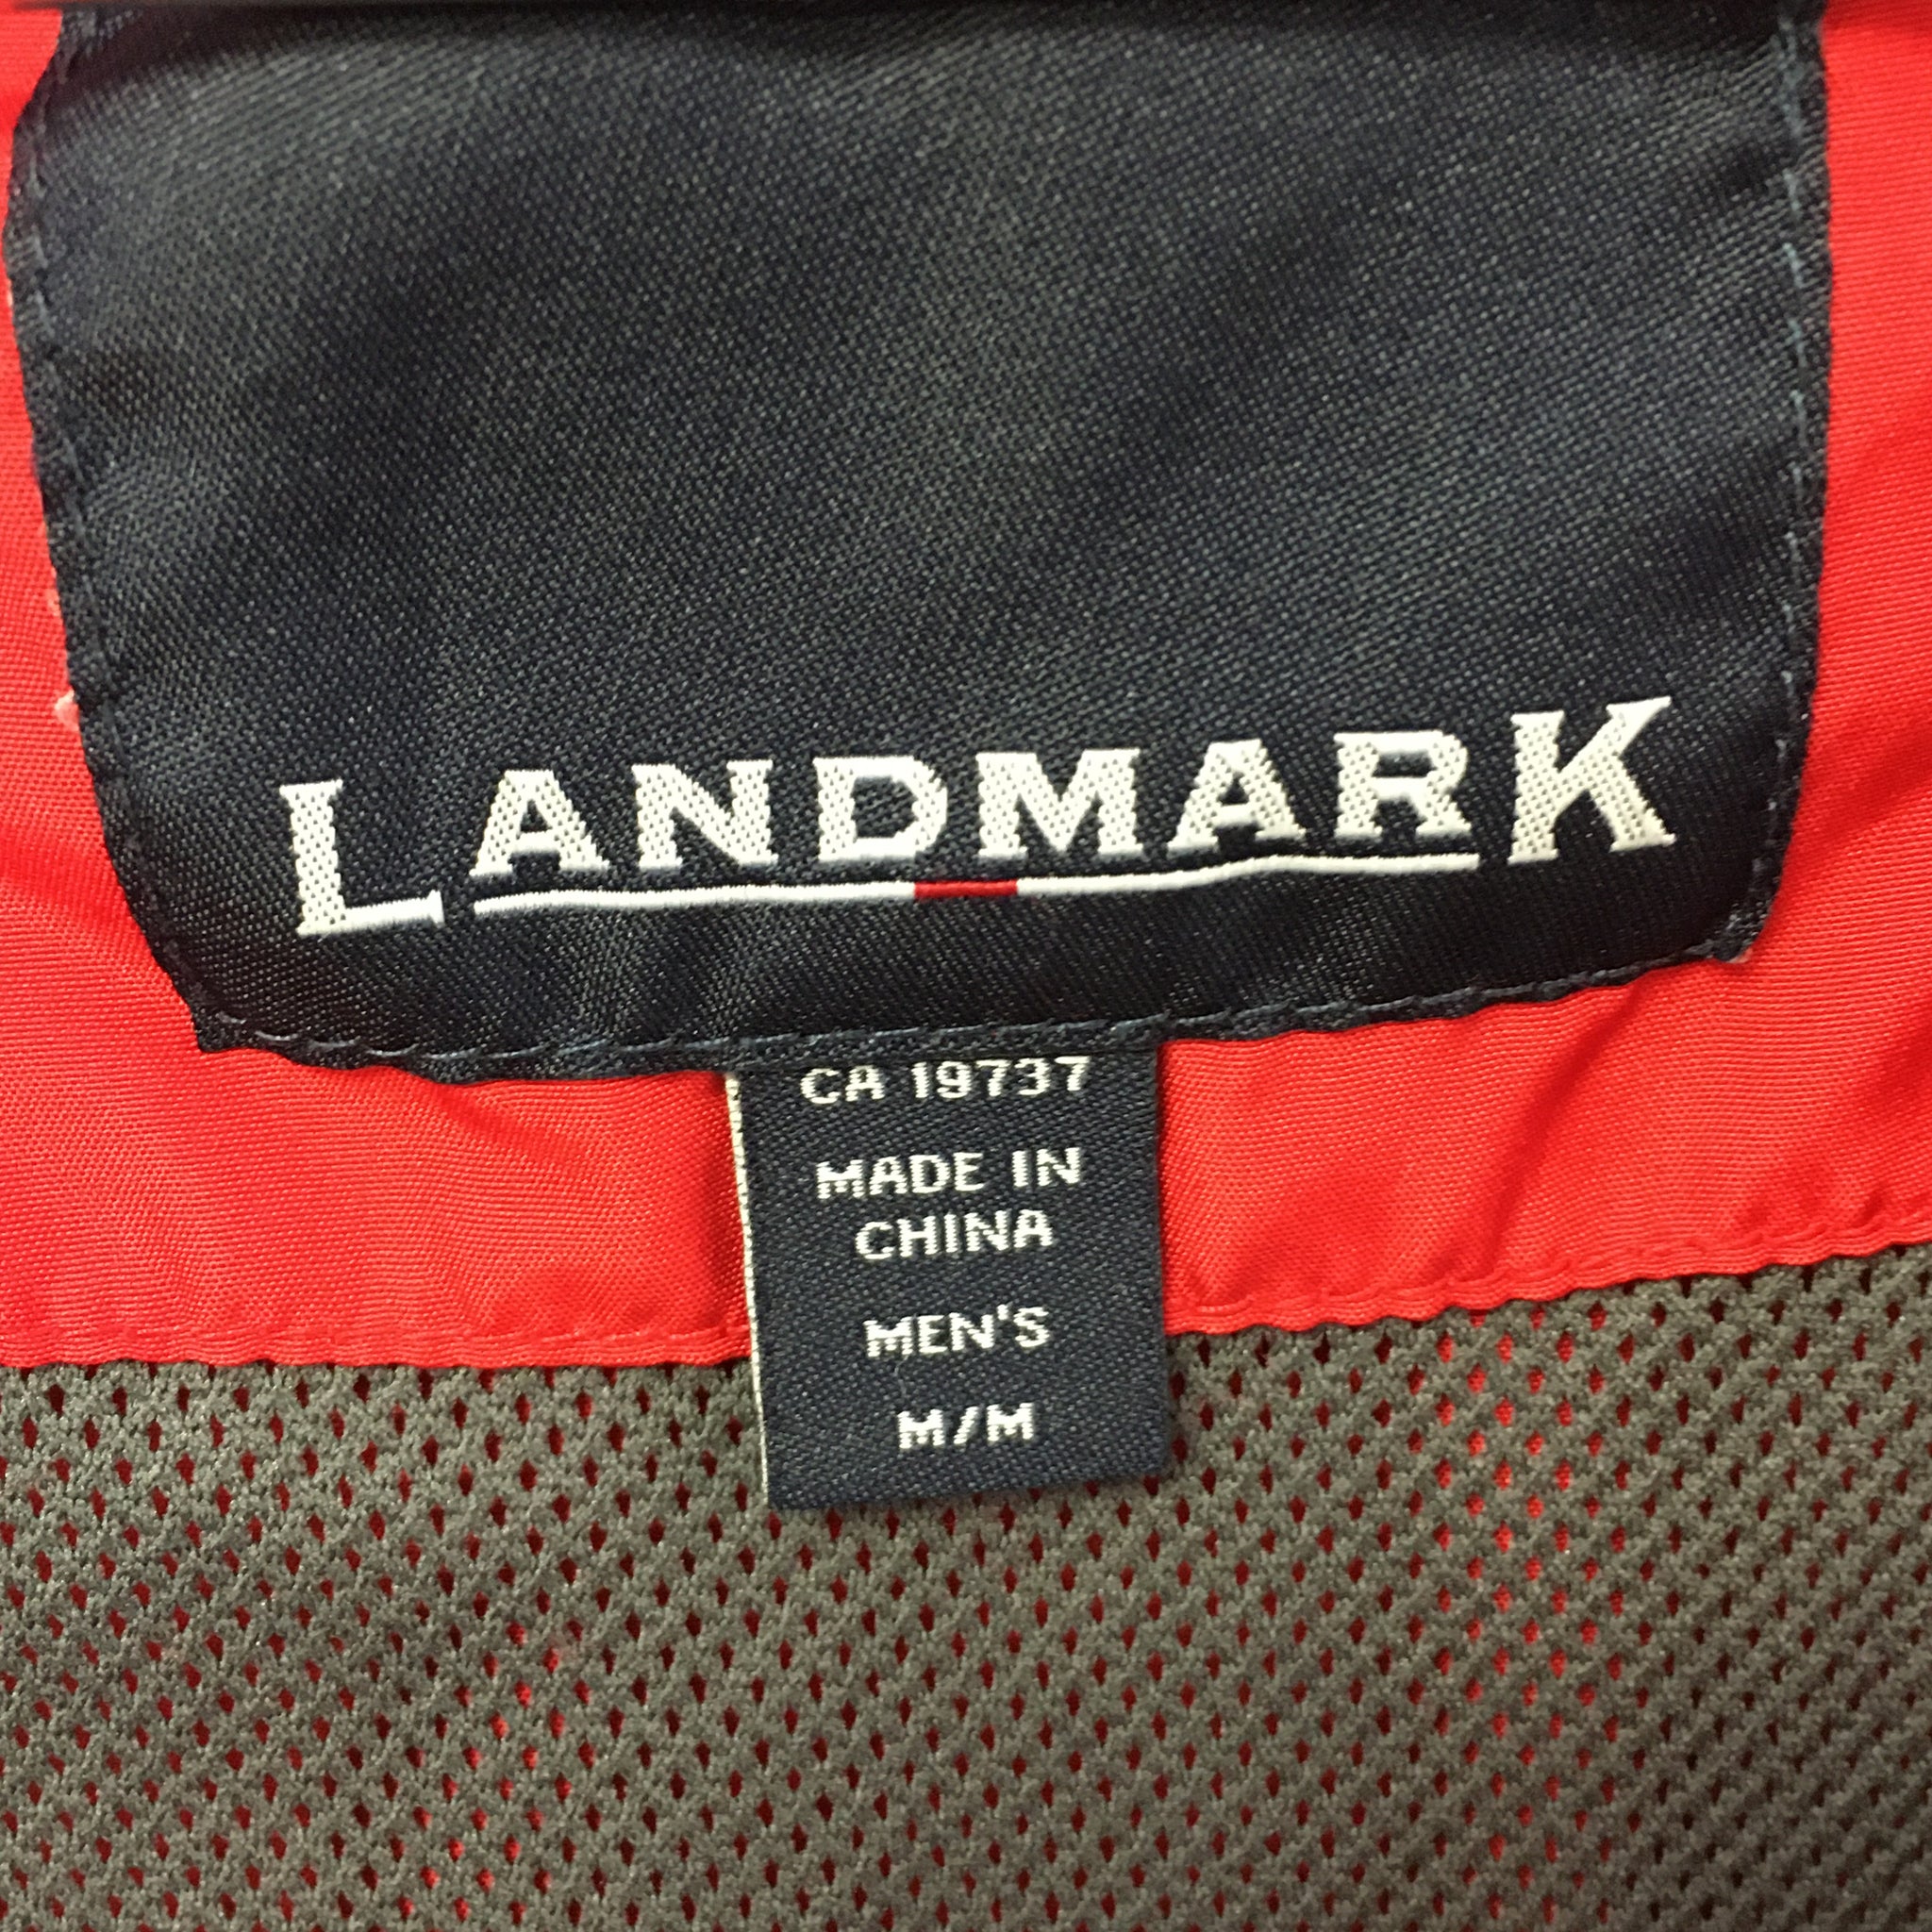 LANDMARK
CA 19737
MADE IN
CHINA
MEN'S
M/M